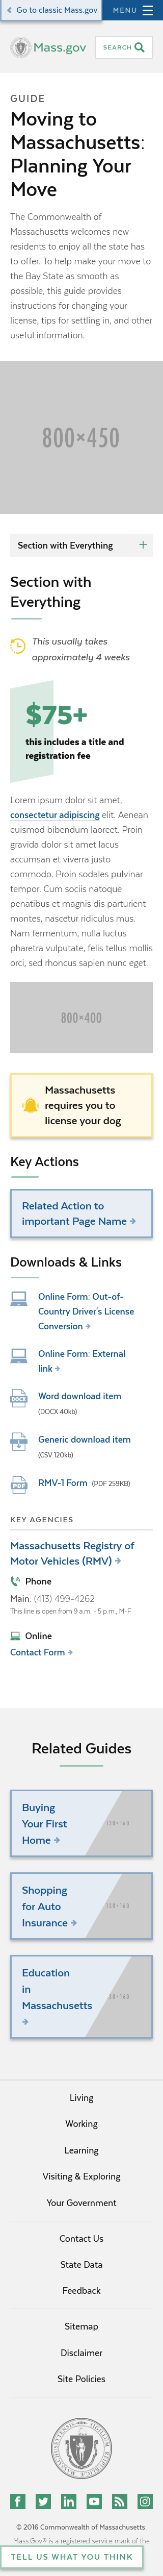 Go to classic Mass.gov
MENU
Mass.gov
SEARCH
GUIDE
Moving to
Massachusetts:
Planning Your
Move
The Commonwealth of
Massachusetts welcomes new
residents to enjoy all the state has
to offer. To help make your move to
the Bay State as smooth as
possible, this guide provides
instructions for changing your
license, tips for settling in, and other
useful information.
800×450
Section with Everything
Section with
Everything
This usually takes
approximately 4 weeks
$75+
this includes a title and
registration fee
Lorem ipsum dolor sit amet,
consectetur adipiscing elit. Aenean
euismod bibendum laoreet. Proin
gravida dolor sit amet lacus
accumsan et viverra justo
commodo. Proin sodales pulvinar
tempor. Cum sociis natoque
penatibus et magnis dis parturient
montes, nascetur ridiculus mus.
Nam fermentum, nulla luctus
pharetra vulputate, felis tellus mollis
orci, sed rhoncus sapien nunc eget.
800×400
Massachusetts
requires you to
license your dog
Key Actions
Related Action to
important Page Name
Downloads & Links
Online Form: Out-of-
Country Driver's License
Conversion
Online Form: External
link
DOCX
Word download item
(DOCX 40kb)
Generic download item
(CSV 120kb)
PDF
RMV-1 Form (PDF 259KB)
KEY AGENCIES
Massachusetts Registry of
Motor Vehicles (RMV)
Phone
Main: (413) 499-4262
This line is open from 9 a.m. - 5 p.m., M-F
Online
Contact Form
Related Guides
Buying
Your First
Home
130×160
Shopping
for Auto
Insurance
130×160
Education
in
Massachusetts
130×160
Living
Working
Learning
Visiting & Exploring
Your Government
Contact Us
State Data
Feedback
Sitemap
Disclaimer
Site Policies
© 2016 Commonwealth of Massachusetts.
Mass.Gov® is a registered service mark of the
TELL US WHAT YOU THINK